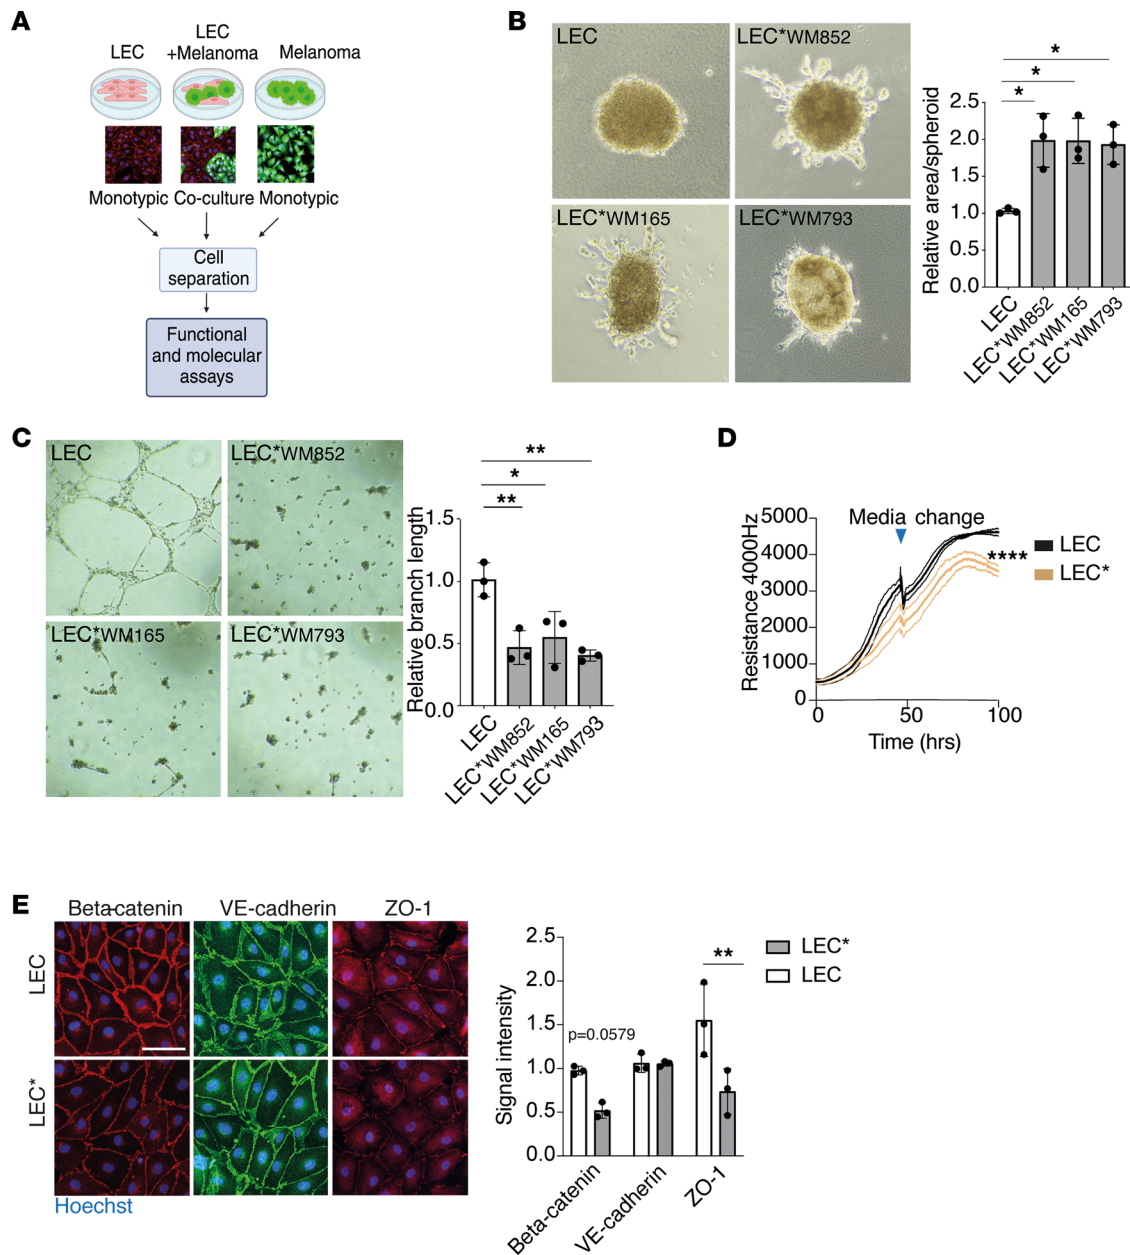 A
LEC
LEC
+Melanoma
Melanoma
Monotypic
Co-culture
Monotypic
Cell
separation
Functional
and molecular
assays
B
LEC
LEC*WM852
LEC*WM165
LEC*WM793
*
*
*
Relative area/spheroid
2.5
2.0
1.5
1.0
0.5
0.0
LEC
LEC*WM852
LEC*WM165
LEC*WM793
C
LEC
LEC*WM852
LEC*WM165
LEC*WM793
**
*
**
Relative branch length
1.5
1.0
0.5
0.0
LEC
LEC*WM852
LEC*WM165
LEC*WM793
D
Media change
Resistance 4000Hz
5000
4000
3000
2000
1000
0
0
50
100
Time (hrs)
****
LEC
LEC*
E
Beta-catenin
VE-cadherin
ZO-1
LEC
LEC*
Hoechst
Signal intensity
2.5
2.0
1.5
1.0
0.5
0.0
p=0.0579
**
LEC*
LEC
Beta-catenin
VE-cadherin
ZO-1